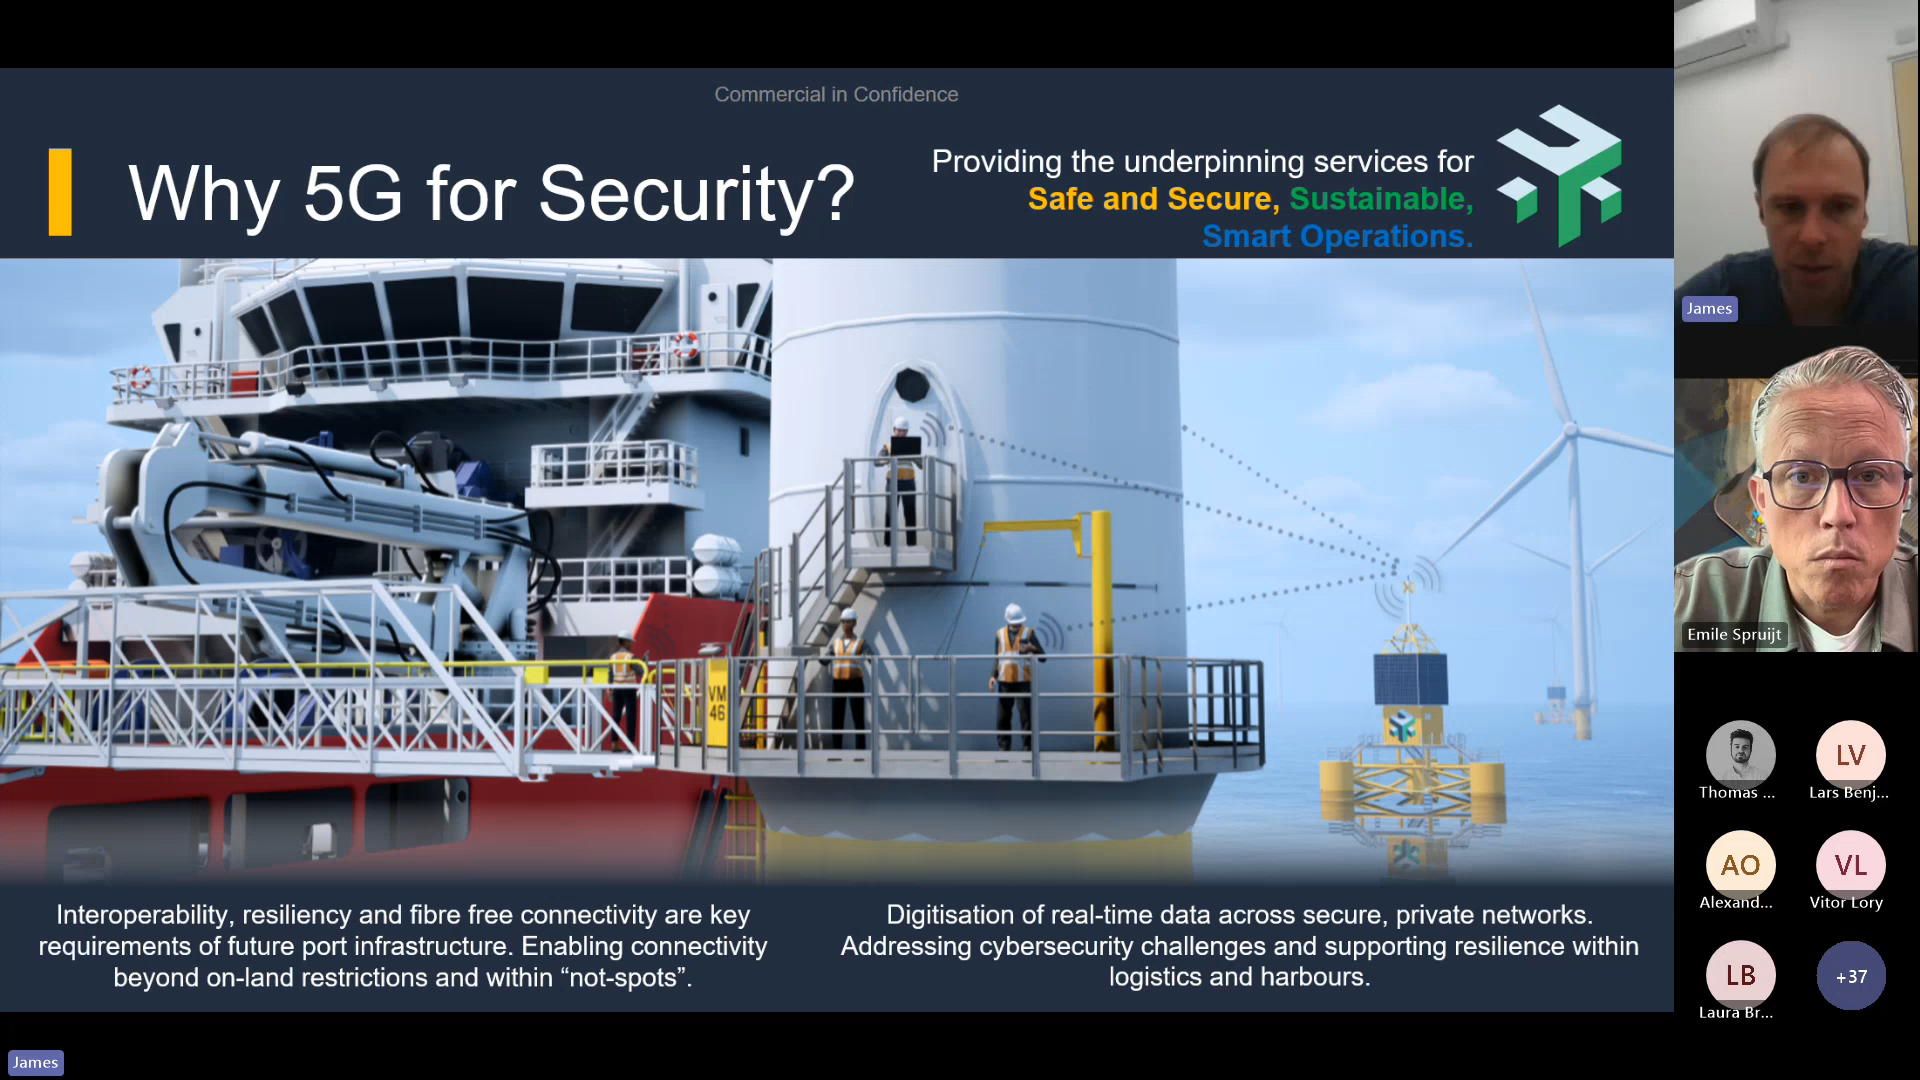 Commercial in Confidence
Why 5G for Security?
Providing the underpinning services for
Safe and Secure, Sustainable,
Smart Operations.
VM
46
Interoperability, resiliency and fibre free connectivity are key
requirements of future port infrastructure. Enabling connectivity
beyond on-land restrictions and within “not-spots”.
Digitisation of real-time data across secure, private networks.
Addressing cybersecurity challenges and supporting resilience within
logistics and harbours.
James
James
Emile Spruijt
Thomas ...
LV
Lars Benj...
AO
Alexand...
VL
Vitor Lory
LB
Laura Br...
+37